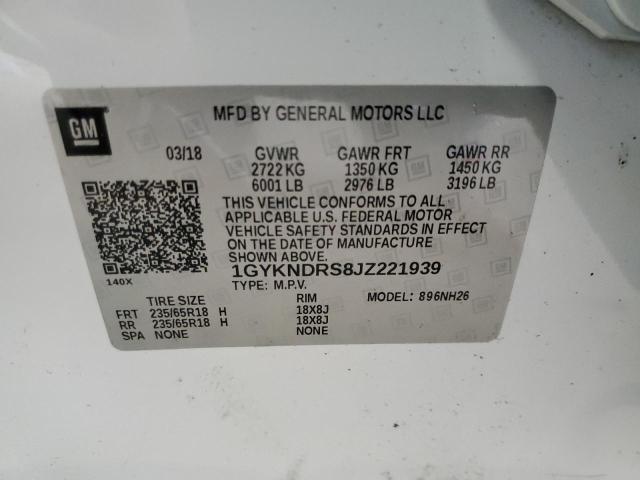 GM
MFD BY GENERAL MOTORS LLC
03/18 GVWR GAWR FRT GAWR RR
2722 KG 1350 KG 1450 KG
6001 LB 2976 LB 3196 LB
THIS VEHICLE CONFORMS TO ALL
APPLICABLE U.S. FEDERAL MOTOR
VEHICLE SAFETY STANDARDS IN EFFECT
ON THE DATE OF MANUFACTURE
SHOWN ABOVE.
140X 1GYKNDRS8JZ221939
TYPE: M.P.V. MODEL: 896NH26
TIRE SIZE RIM
FRT 235/65R18 H 18X8J
RR 235/65R18 H 18X8J
SPA NONE NONE